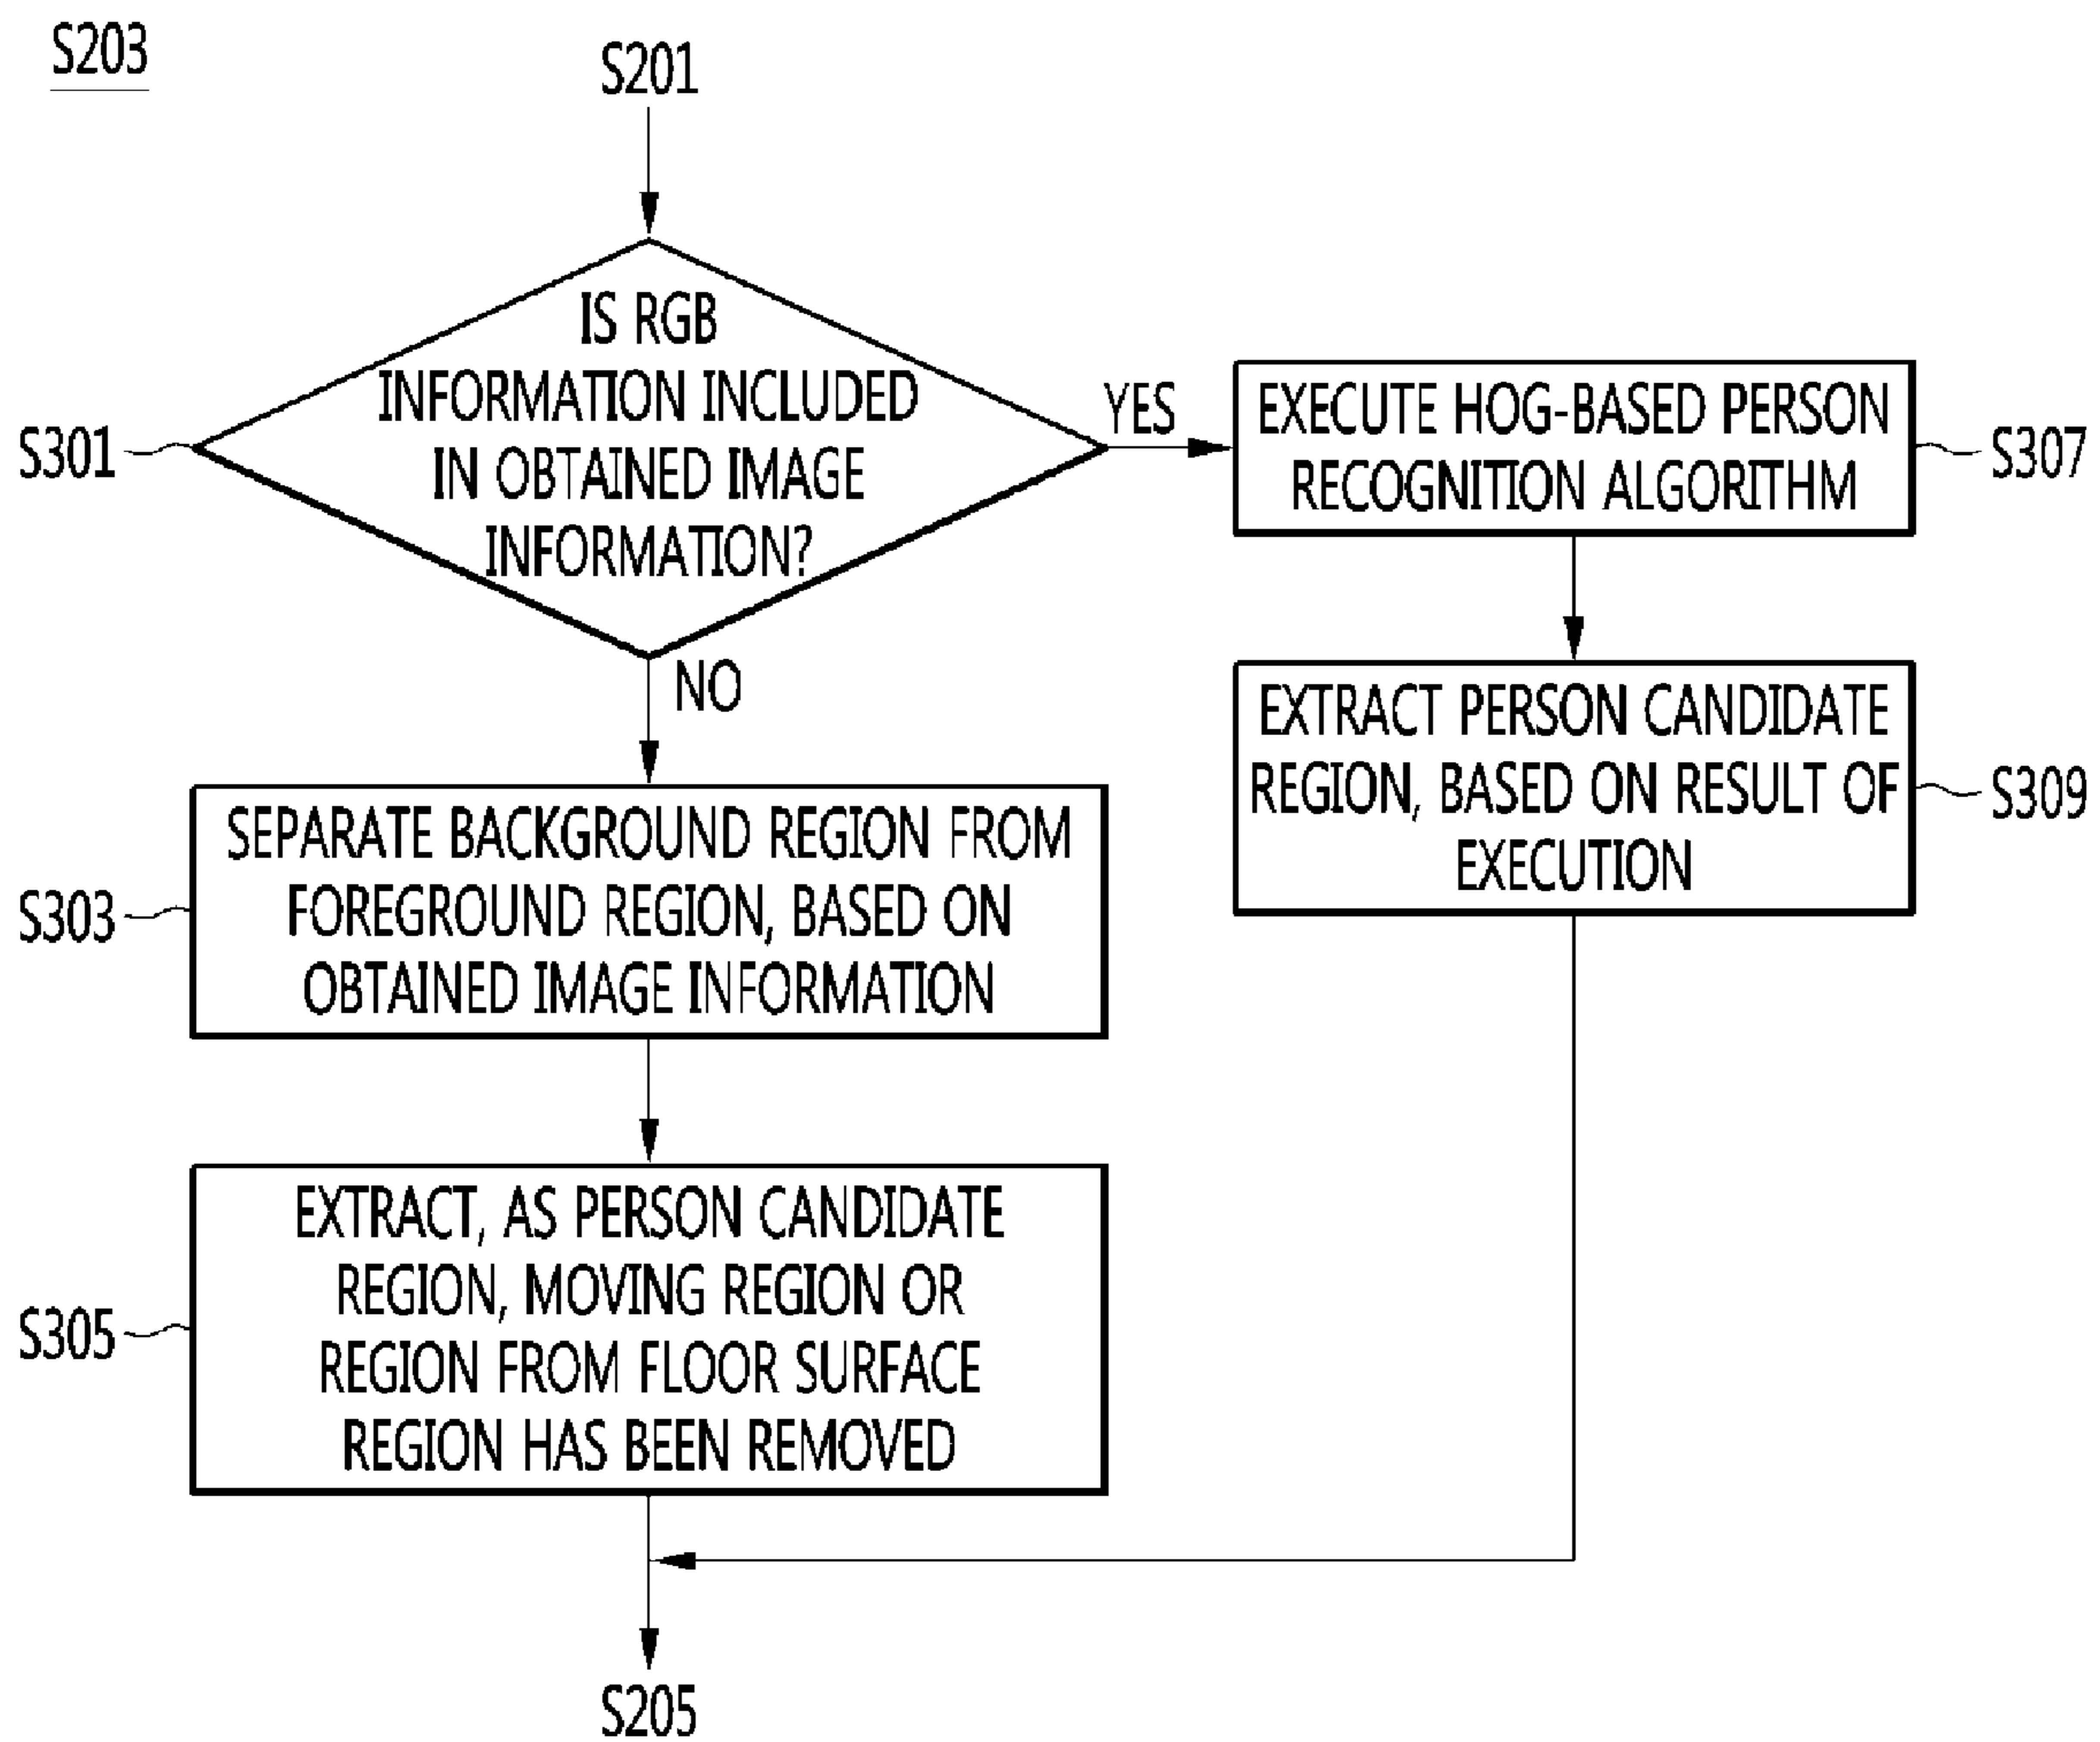 S203
S201
IS RGB
INFORMATION INCLUDED
IN OBTAINED IMAGE
INFORMATION?
S301
YES
NO
EXECUTE HOG-BASED PERSON
RECOGNITION ALGORITHM
S307
EXTRACT PERSON CANDIDATE
REGION, BASED ON RESULT OF
EXECUTION
S309
SEPARATE BACKGROUND REGION FROM
FOREGROUND REGION, BASED ON
OBTAINED IMAGE INFORMATION
S303
EXTRACT, AS PERSON CANDIDATE
REGION, MOVING REGION OR
REGION FROM FLOOR SURFACE
REGION HAS BEEN REMOVED
S305
S205